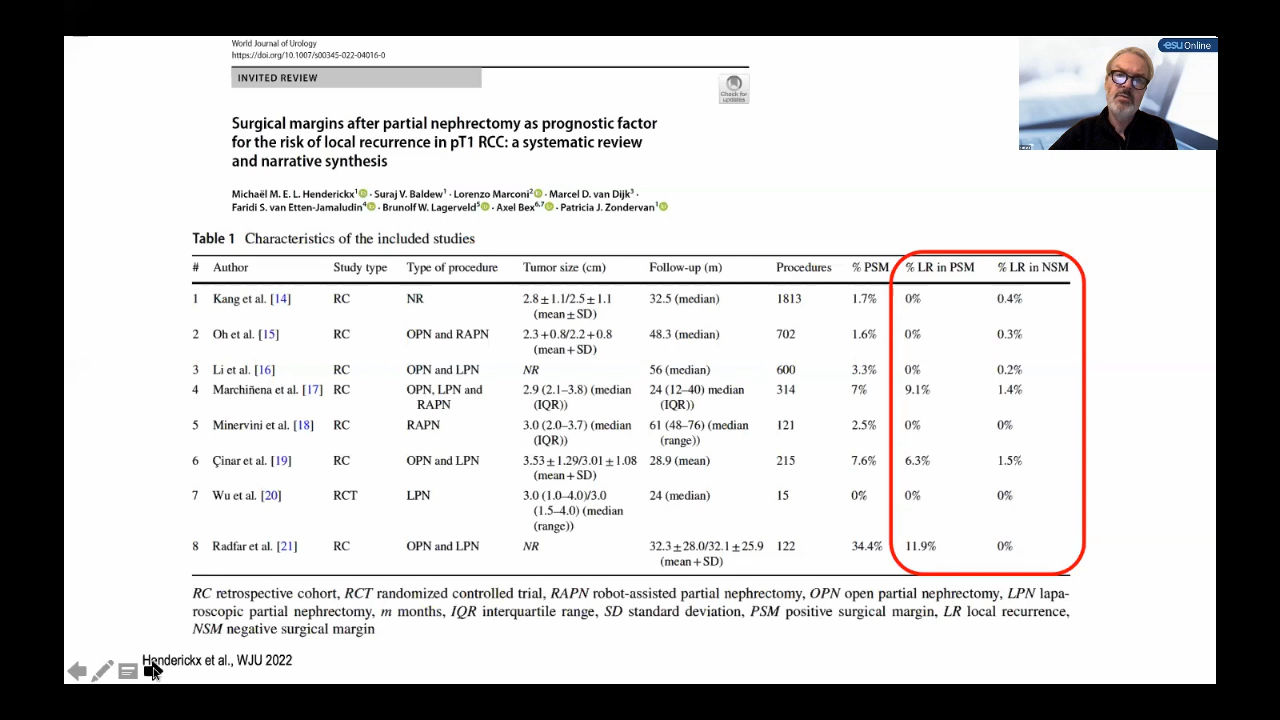 World Journal of Urology
https://doi.org/10.1007/s00345-022-04016-0
INVITED REVIEW
Check for
updates
esu Online
Surgical margins after partial nephrectomy as prognostic factor
for the risk of local recurrence in pT1 RCC: a systematic review
and narrative synthesis
Michaël M. E. L. Henderickx¹ · Suraj V. Baldew¹ · Lorenzo Marconi² · Marcel D. van Dijk³ ·
Faridi S. van Etten-Jamaludin⁴ · Brunolf W. Lagerveld⁵ · Axel Bex⁶,⁷ · Patricia J. Zondervan¹
Table 1 Characteristics of the included studies
# Author Study type Type of procedure Tumor size (cm) Follow-up (m) Procedures % PSM % LR in PSM % LR in NSM
1 Kang et al. [14] RC NR 2.8 ± 1.1/2.5 ± 1.1 32.5 (median) 1813 1.7% 0% 0.4%
(mean ± SD)
2 Oh et al. [15] RC OPN and RAPN 2.3 + 0.8/2.2 + 0.8 48.3 (median) 702 1.6% 0% 0.3%
(mean + SD)
3 Li et al. [16] RC OPN and LPN NR 56 (median) 600 3.3% 0% 0.2%
4 Marchiñena et al. [17] RC OPN, LPN and 2.9 (2.1–3.8) (median 24 (12–40) median 314 7% 9.1% 1.4%
RAPN (IQR)) (IQR))
5 Minervini et al. [18] RC RAPN 3.0 (2.0–3.7) (median 61 (48–76) (median 121 2.5% 0% 0%
(IQR)) (range))
6 Çinar et al. [19] RC OPN and LPN 3.53 ± 1.29/3.01 ± 1.08 28.9 (mean) 215 7.6% 6.3% 1.5%
(mean + SD)
7 Wu et al. [20] RCT LPN 3.0 (1.0–4.0)/3.0 24 (median) 15 0% 0% 0%
(1.5–4.0) (median
(range))
8 Radfar et al. [21] RC OPN and LPN NR 32.3 ± 28.0/32.1 ± 25.9 122 34.4% 11.9% 0%
(mean + SD)
RC retrospective cohort, RCT randomized controlled trial, RAPN robot-assisted partial nephrectomy, OPN open partial nephrectomy, LPN lapa-
roscopic partial nephrectomy, m months, IQR interquartile range, SD standard deviation, PSM positive surgical margin, LR local recurrence,
NSM negative surgical margin
Henderickx et al., WJU 2022